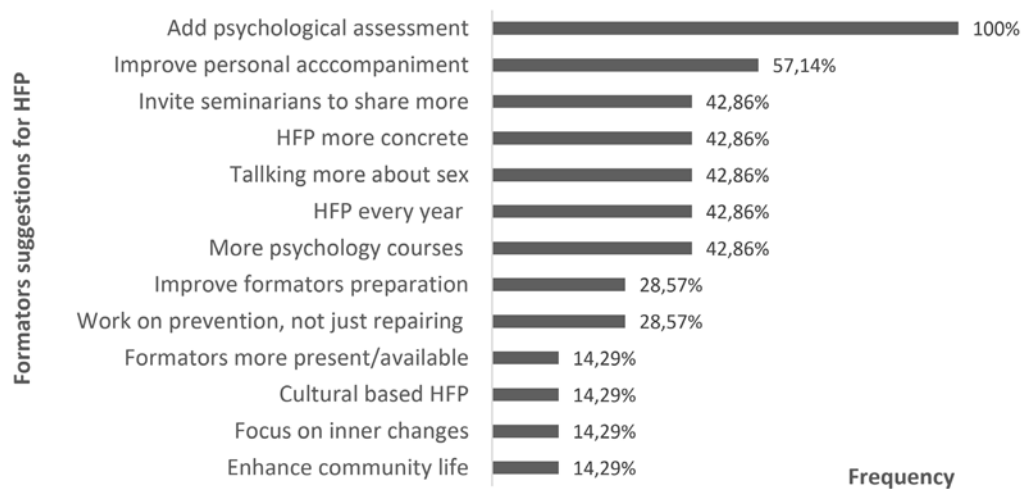 Formators suggestions for HFP
Add psychological assessment 100%
Improve personal acccompaniment 57,14%
Invite seminarians to share more 42,86%
HFP more concrete 42,86%
Tallking more about sex 42,86%
HFP every year 42,86%
More psychology courses 42,86%
Improve formators preparation 28,57%
Work on prevention, not just repairing 28,57%
Formators more present/available 14,29%
Cultural based HFP 14,29%
Focus on inner changes 14,29%
Enhance community life 14,29%
Frequency